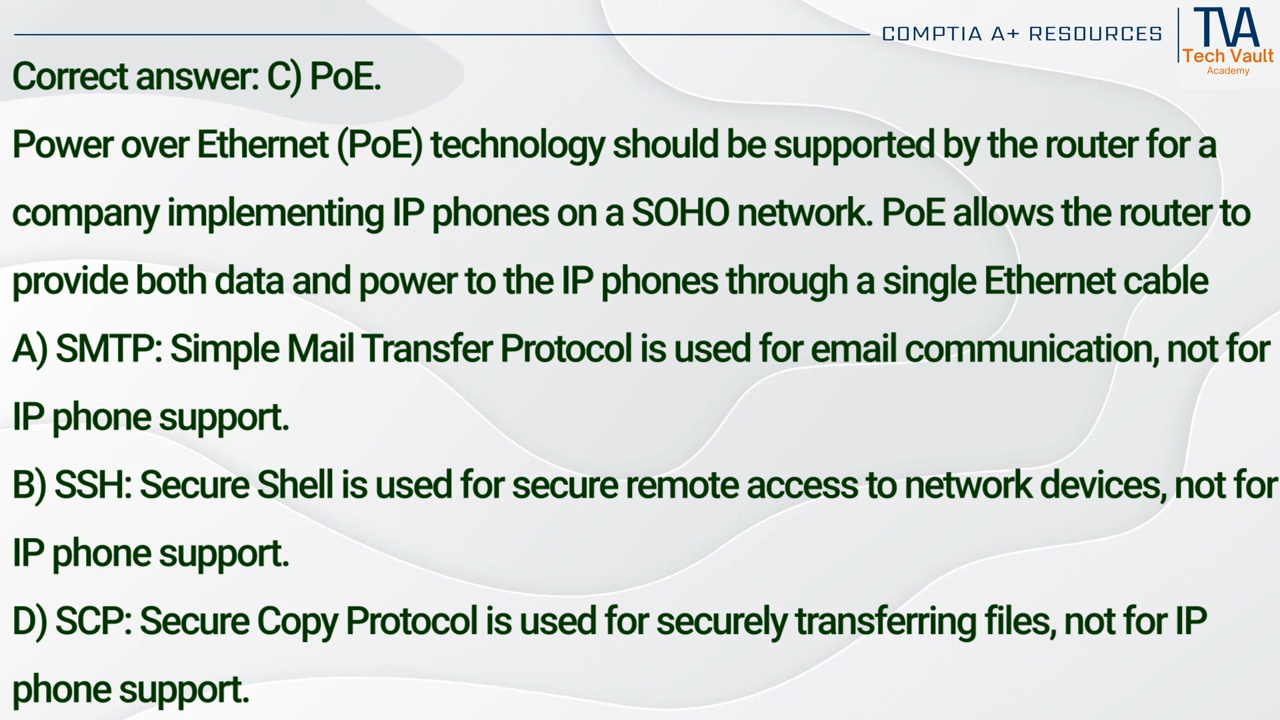 COMPTIA A+ RESOURCES
TVA
Tech Vault
Academy
Correct answer: C) PoE.
Power over Ethernet (PoE) technology should be supported by the router for a
company implementing IP phones on a SOHO network. PoE allows the router to
provide both data and power to the IP phones through a single Ethernet cable
A) SMTP: Simple Mail Transfer Protocol is used for email communication, not for
IP phone support.
B) SSH: Secure Shell is used for secure remote access to network devices, not for
IP phone support.
D) SCP: Secure Copy Protocol is used for securely transferring files, not for IP
phone support.